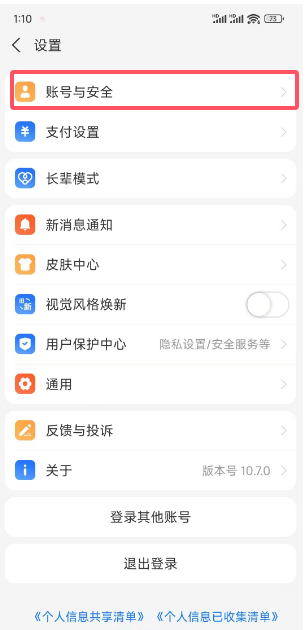 1:10
73
设置
账号与安全
支付设置
长辈模式
新消息通知
皮肤中心
视觉风格焕新
用户保护中心 隐私设置/安全服务等
通用
反馈与投诉
关于 版本号 10.7.0
登录其他账号
退出登录
《个人信息共享清单》 《个人信息已收集清单》